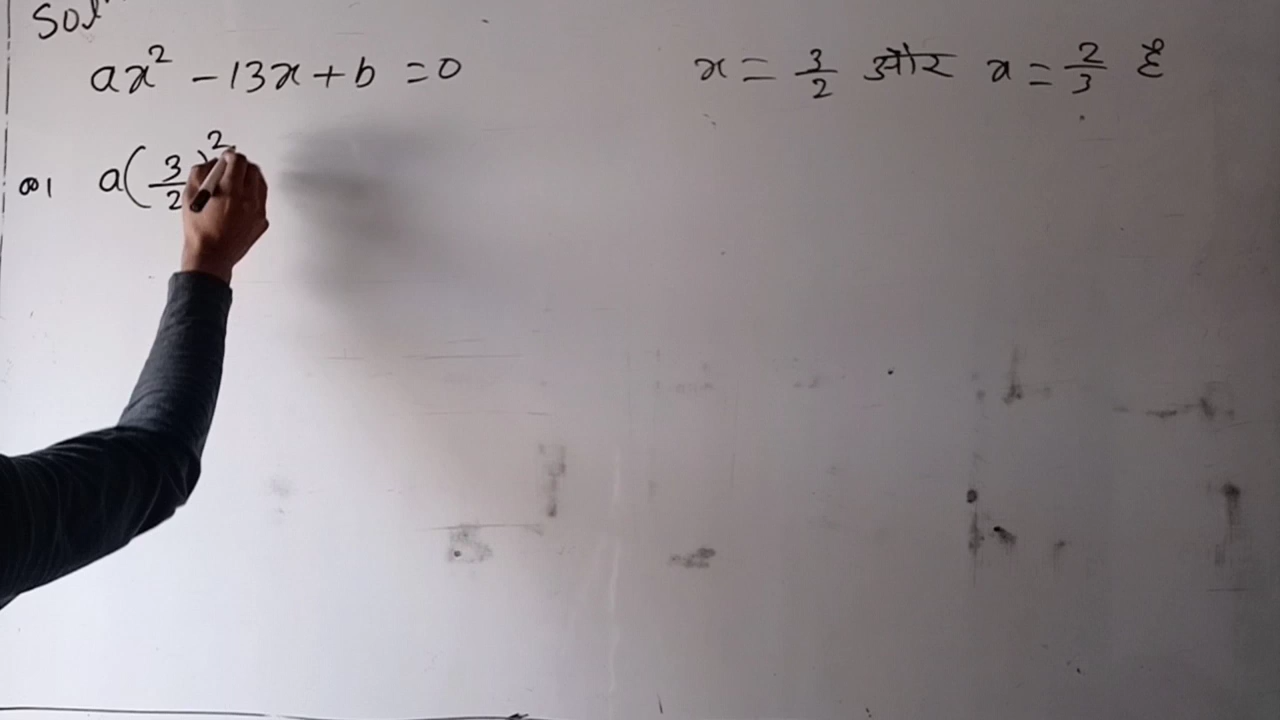 Sol
ax² - 13x + b = 0
x = 3/2 और x = 2/3 है
a(3/2)²